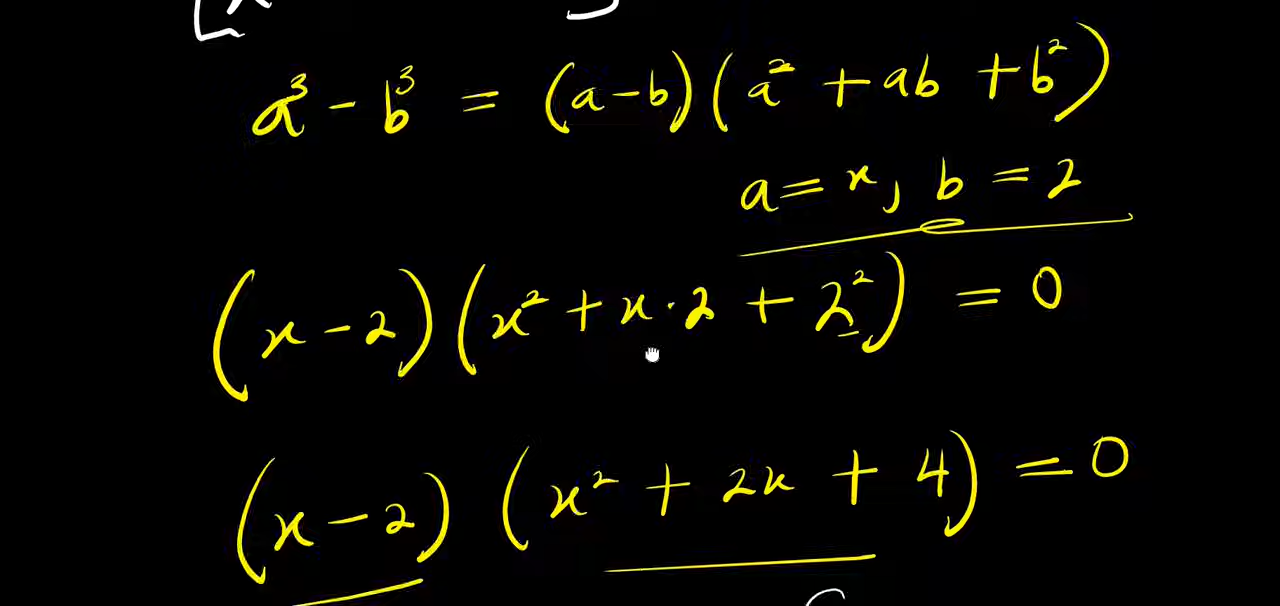 a³ - b³ = (a-b)(a² + ab + b²)
a = x, b = 2
(x-2)(x² + x·2 + 2²) = 0
(x-2) (x² + 2x + 4) = 0